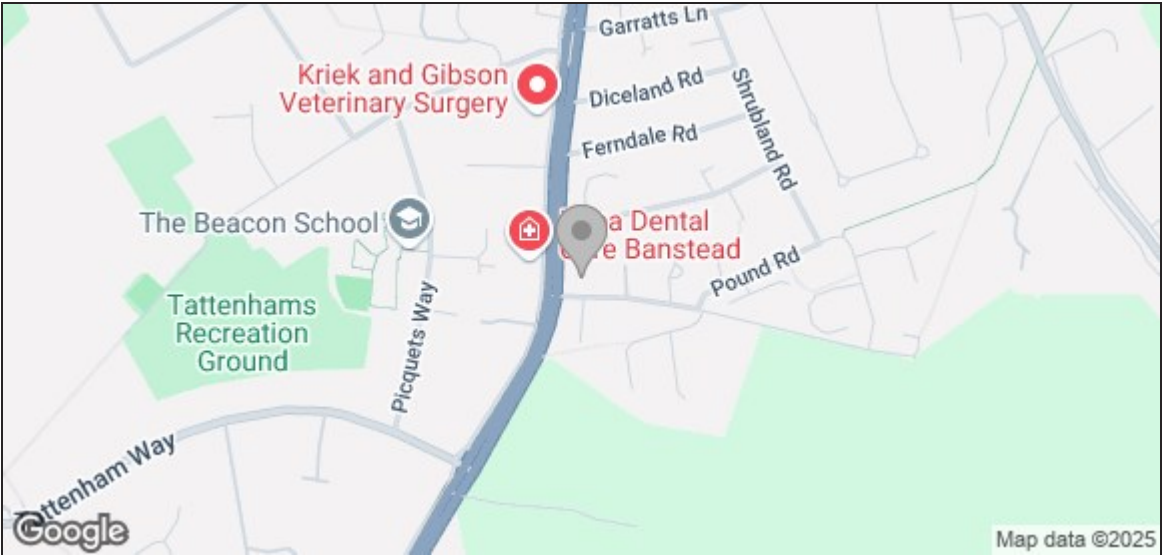 Garratts Ln
Kriek and Gibson
Veterinary Surgery
Diceland Rd
Shrubland Rd
Ferndale Rd
The Beacon School
Dental
Banstead
Pound Rd
Tattenhams
Recreation
Ground
Picquets Way
Tattenham Way
Google
Map data ©2025